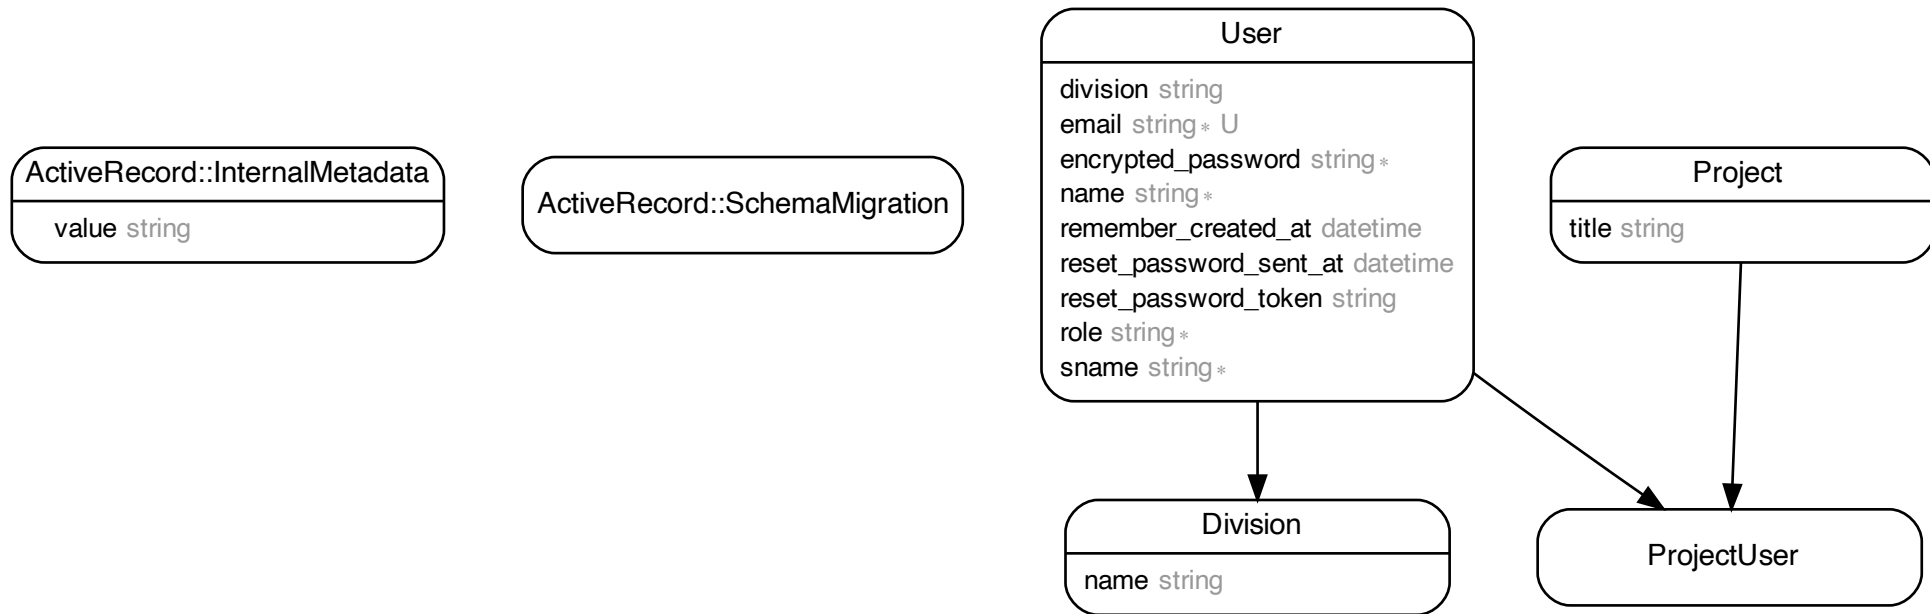 ActiveRecord::InternalMetadata
value string
ActiveRecord::SchemaMigration
User
division string
email string* U
encrypted_password string*
name string*
remember_created_at datetime
reset_password_sent_at datetime
reset_password_token string
role string*
sname string*
Project
title string
Division
name string
ProjectUser